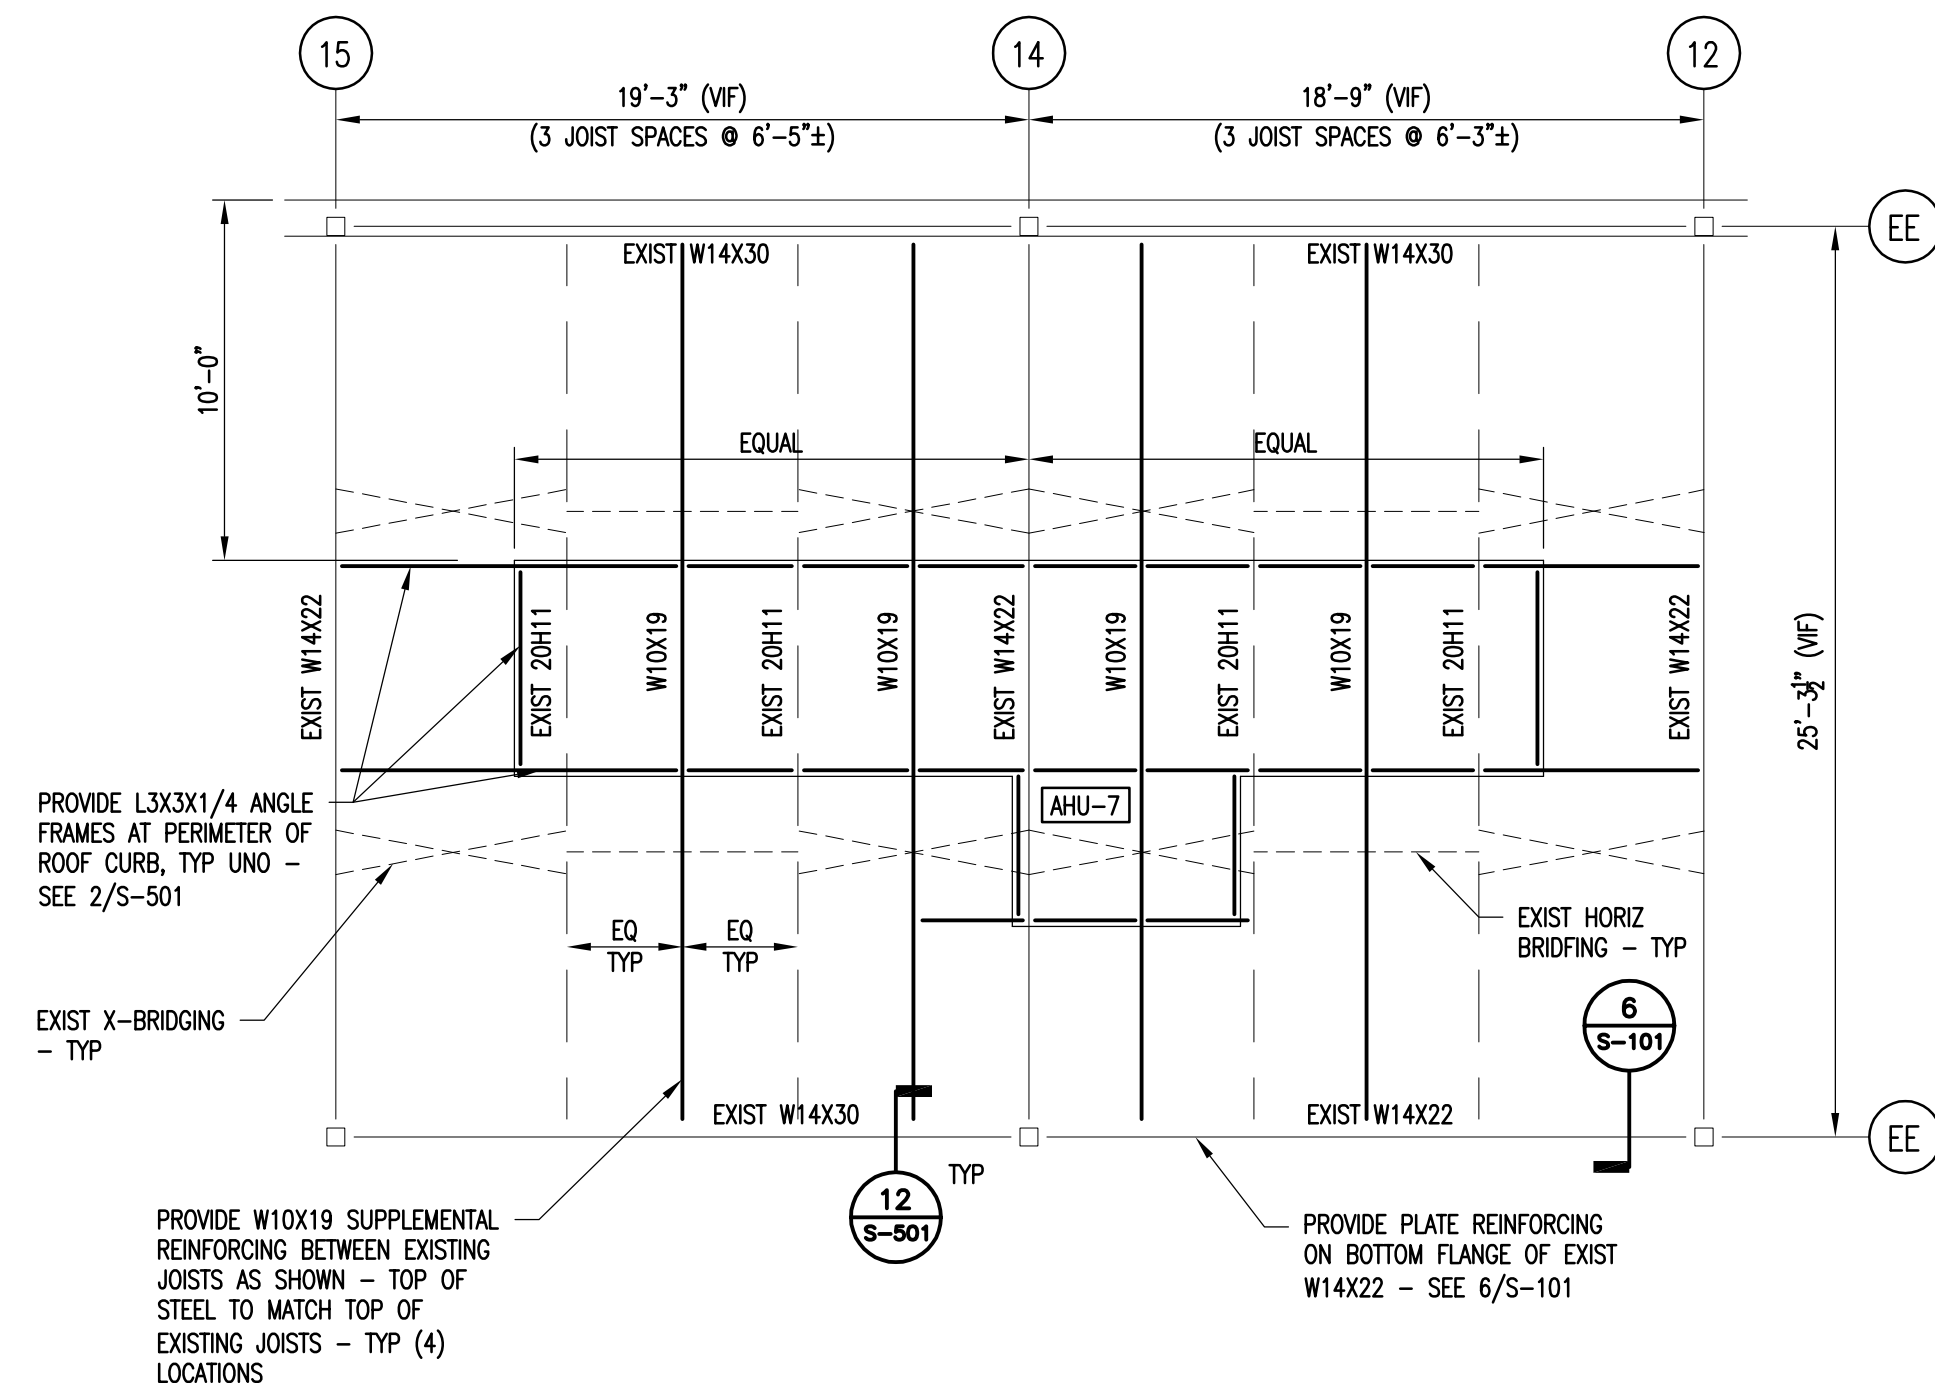 15
14
12
19'-3" (VIF)
(3 JOIST SPACES @ 6'-5"±)
18'-9" (VIF)
(3 JOIST SPACES @ 6'-3"±)
EE
EXIST W14X30
EXIST W14X30
10'-0"
EQUAL
EQUAL
EXIST W14X22
EXIST 20H11
W10X19
EXIST 20H11
W10X19
EXIST W14X22
W10X19
EXIST 20H11
W10X19
EXIST 20H11
EXIST W14X22
25'-3½" (VIF)
AHU-7
PROVIDE L3X3X1/4 ANGLE
FRAMES AT PERIMETER OF
ROOF CURB, TYP UNO –
SEE 2/S-501
EQ
TYP
EQ
TYP
EXIST HORIZ
BRIDFING – TYP
EXIST X-BRIDGING
– TYP
6
S-101
EXIST W14X30
EXIST W14X22
EE
TYP
12
S-501
PROVIDE W10X19 SUPPLEMENTAL
REINFORCING BETWEEN EXISTING
JOISTS AS SHOWN – TOP OF
STEEL TO MATCH TOP OF
EXISTING JOISTS – TYP (4)
LOCATIONS
PROVIDE PLATE REINFORCING
ON BOTTOM FLANGE OF EXIST
W14X22 – SEE 6/S-101